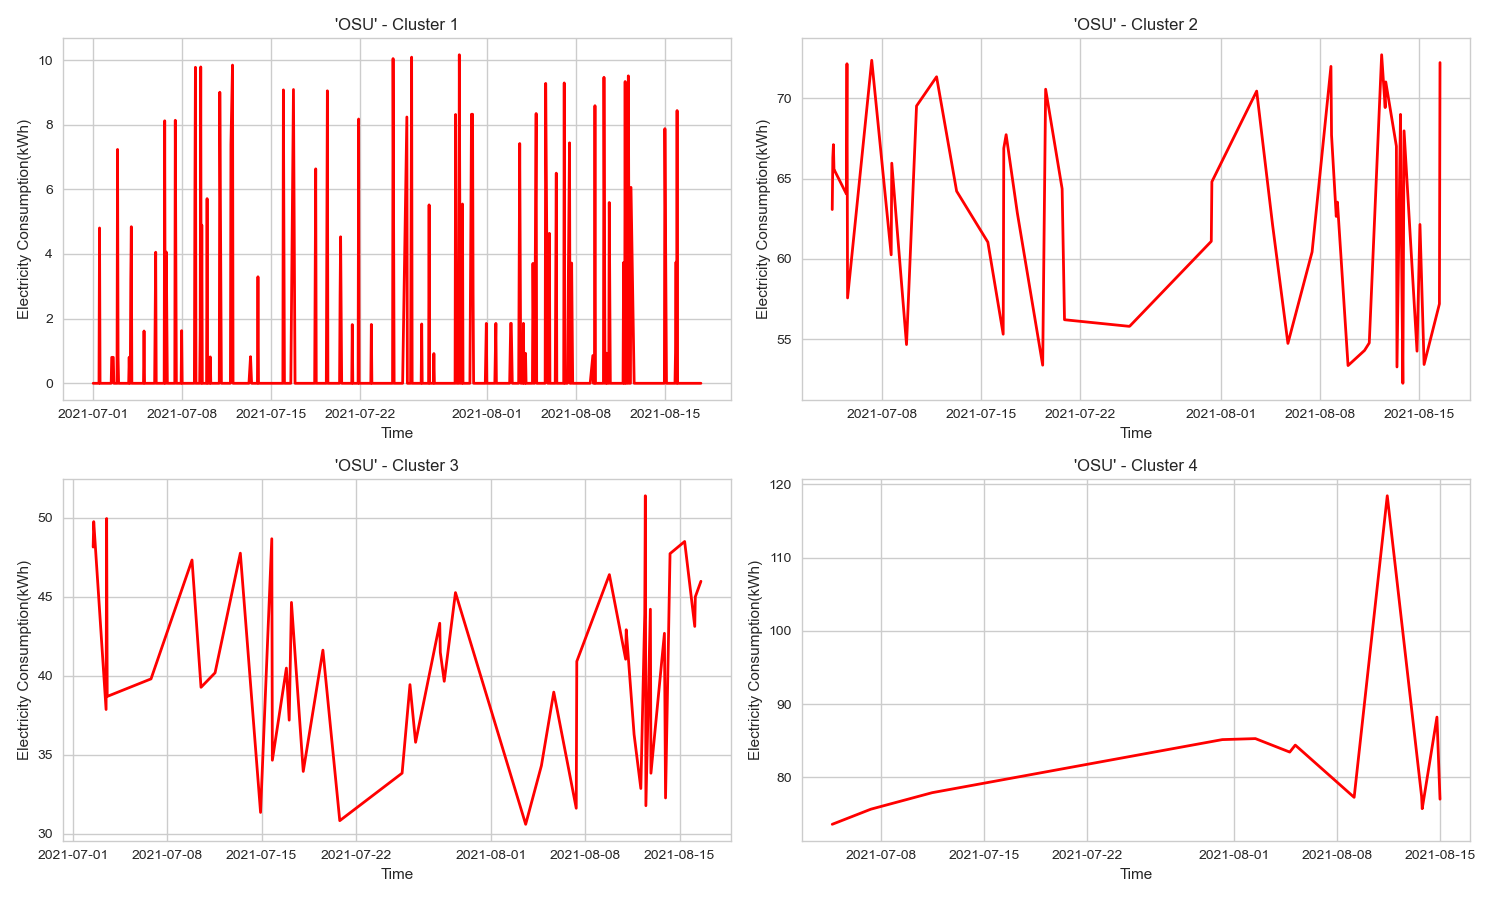 'OSU' - Cluster 1
Electricity Consumption(kWh)
10
8
6
4
2
0
2021-07-01 2021-07-08 2021-07-15 2021-07-22 2021-08-01 2021-08-08 2021-08-15
Time
'OSU' - Cluster 2
Electricity Consumption(kWh)
70
65
60
55
2021-07-08 2021-07-15 2021-07-22 2021-08-01 2021-08-08 2021-08-15
Time
'OSU' - Cluster 3
Electricity Consumption(kWh)
50
45
40
35
30
2021-07-01 2021-07-08 2021-07-15 2021-07-22 2021-08-01 2021-08-08 2021-08-15
Time
'OSU' - Cluster 4
Electricity Consumption(kWh)
120
110
100
90
80
2021-07-08 2021-07-15 2021-07-22 2021-08-01 2021-08-08 2021-08-15
Time